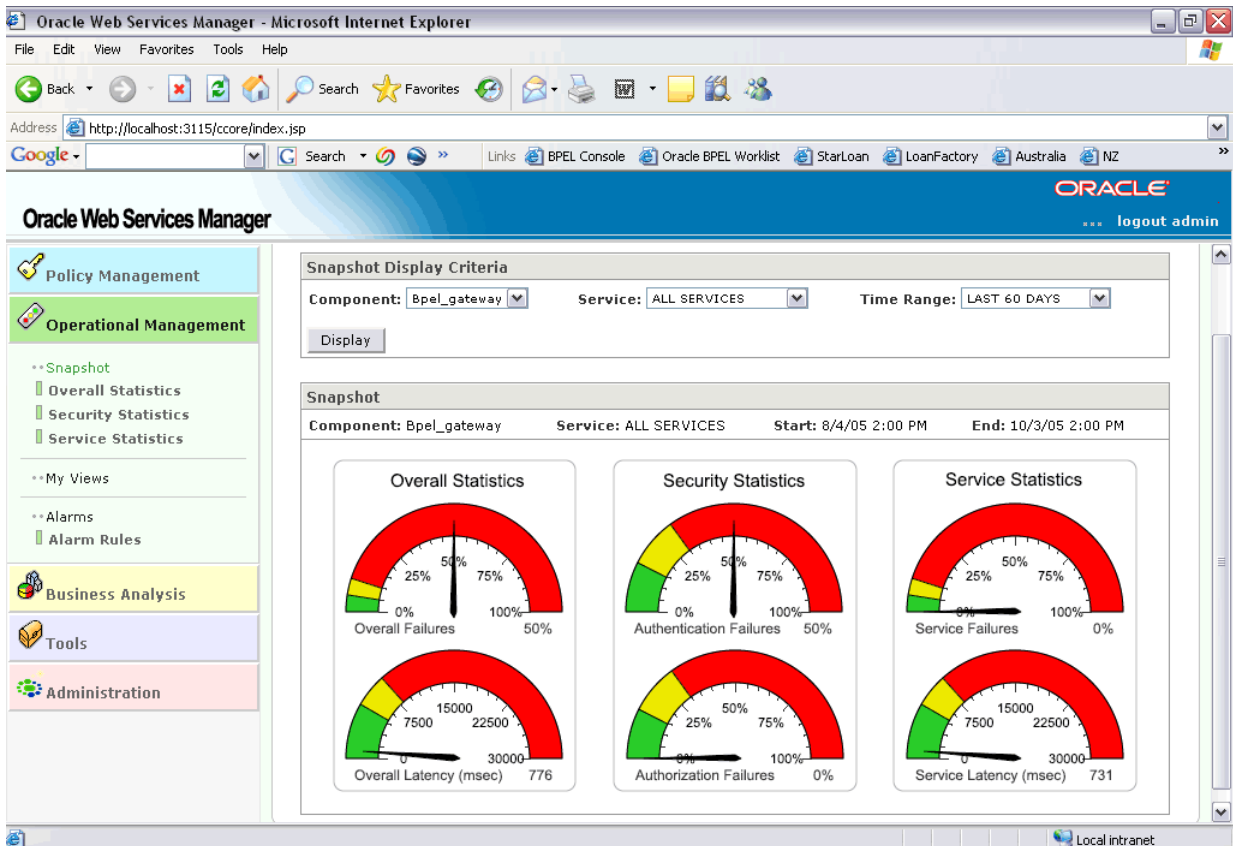 Oracle Web Services Manager - Microsoft Internet Explorer
File Edit View Favorites Tools Help
Back Search Favorites
Address http://localhost:3115/ccore/index.jsp
Google Search » Links BPEL Console Oracle BPEL Worklist StarLoan LoanFactory Australia NZ »
ORACLE
Oracle Web Services Manager
logout admin
Policy Management
Operational Management
Snapshot
Overall Statistics
Security Statistics
Service Statistics
My Views
Alarms
Alarm Rules
Business Analysis
Tools
Administration
Snapshot Display Criteria
Component: Bpel_gateway Service: ALL SERVICES Time Range: LAST 60 DAYS
Display
Snapshot
Component: Bpel_gateway Service: ALL SERVICES Start: 8/4/05 2:00 PM End: 10/3/05 2:00 PM
Overall Statistics
0% 25% 50% 75% 100%
Overall Failures 50%
0 7500 15000 22500 30000
Overall Latency (msec) 776
Security Statistics
0% 25% 50% 75% 100%
Authentication Failures 50%
0% 25% 50% 75% 100%
Authorization Failures 0%
Service Statistics
0% 25% 50% 75% 100%
Service Failures 0%
0 7500 15000 22500 30000
Service Latency (msec) 731
Local intranet